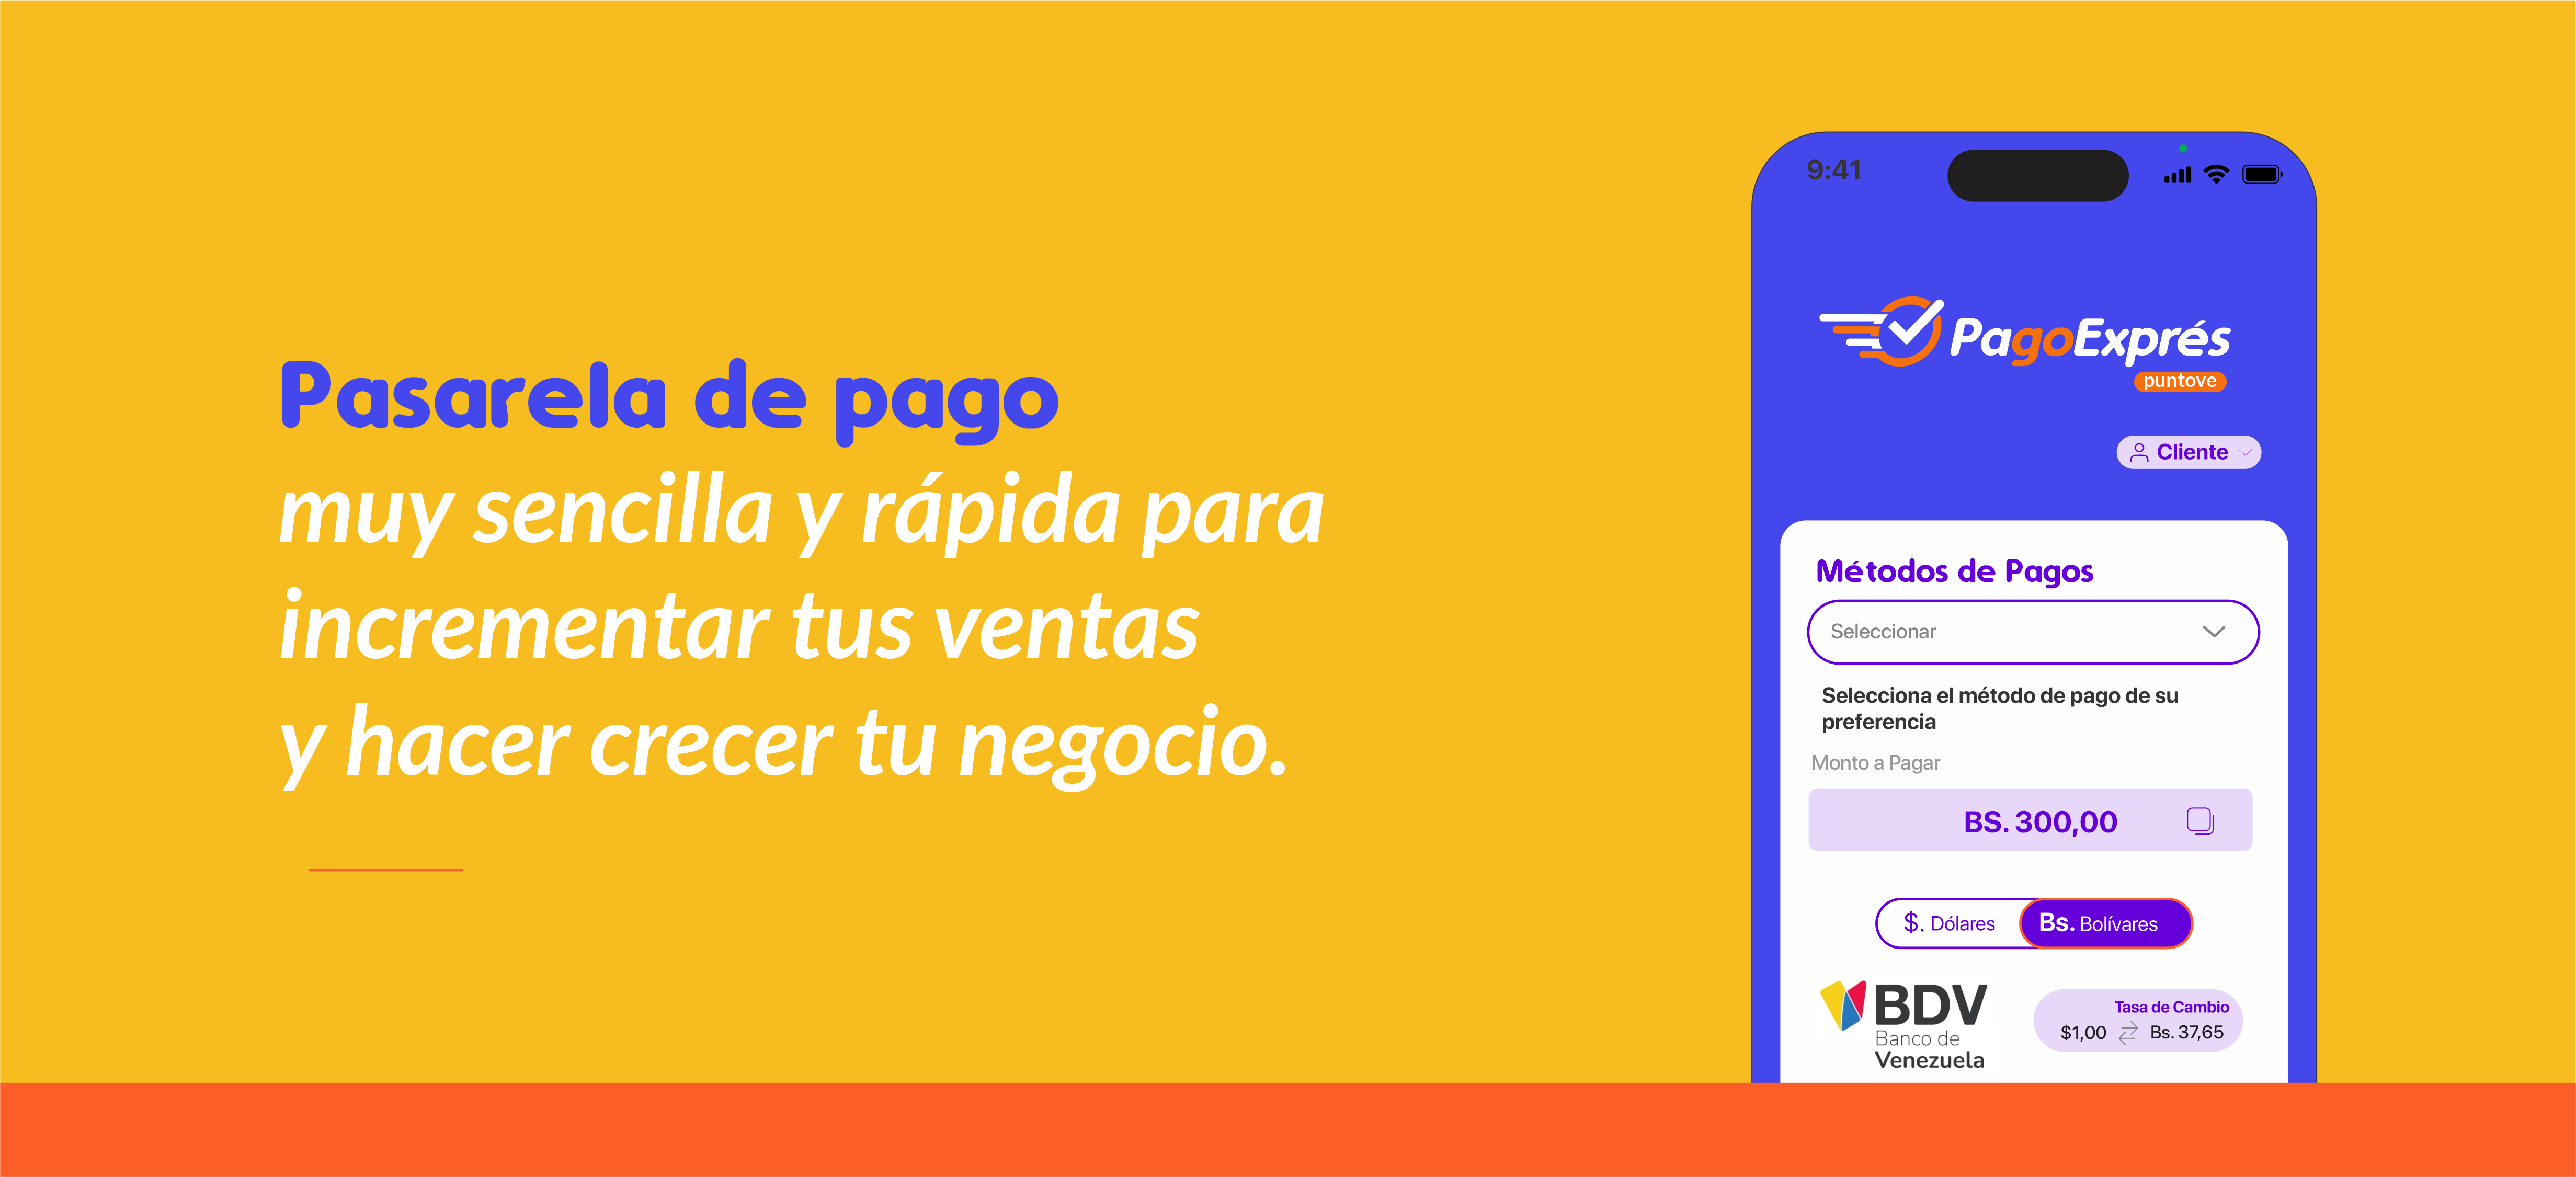 Pasarela de pago
muy sencilla y rápida para
incrementar tus ventas
y hacer crecer tu negocio.
9:41
PagoExprés
puntove
Cliente
Métodos de Pagos
Seleccionar
Selecciona el método de pago de su
preferencia
Monto a Pagar
BS. 300,00
$. Dólares
Bs. Bolívares
BDV
Banco de
Venezuela
Tasa de Cambio
$1,00 Bs. 37,65